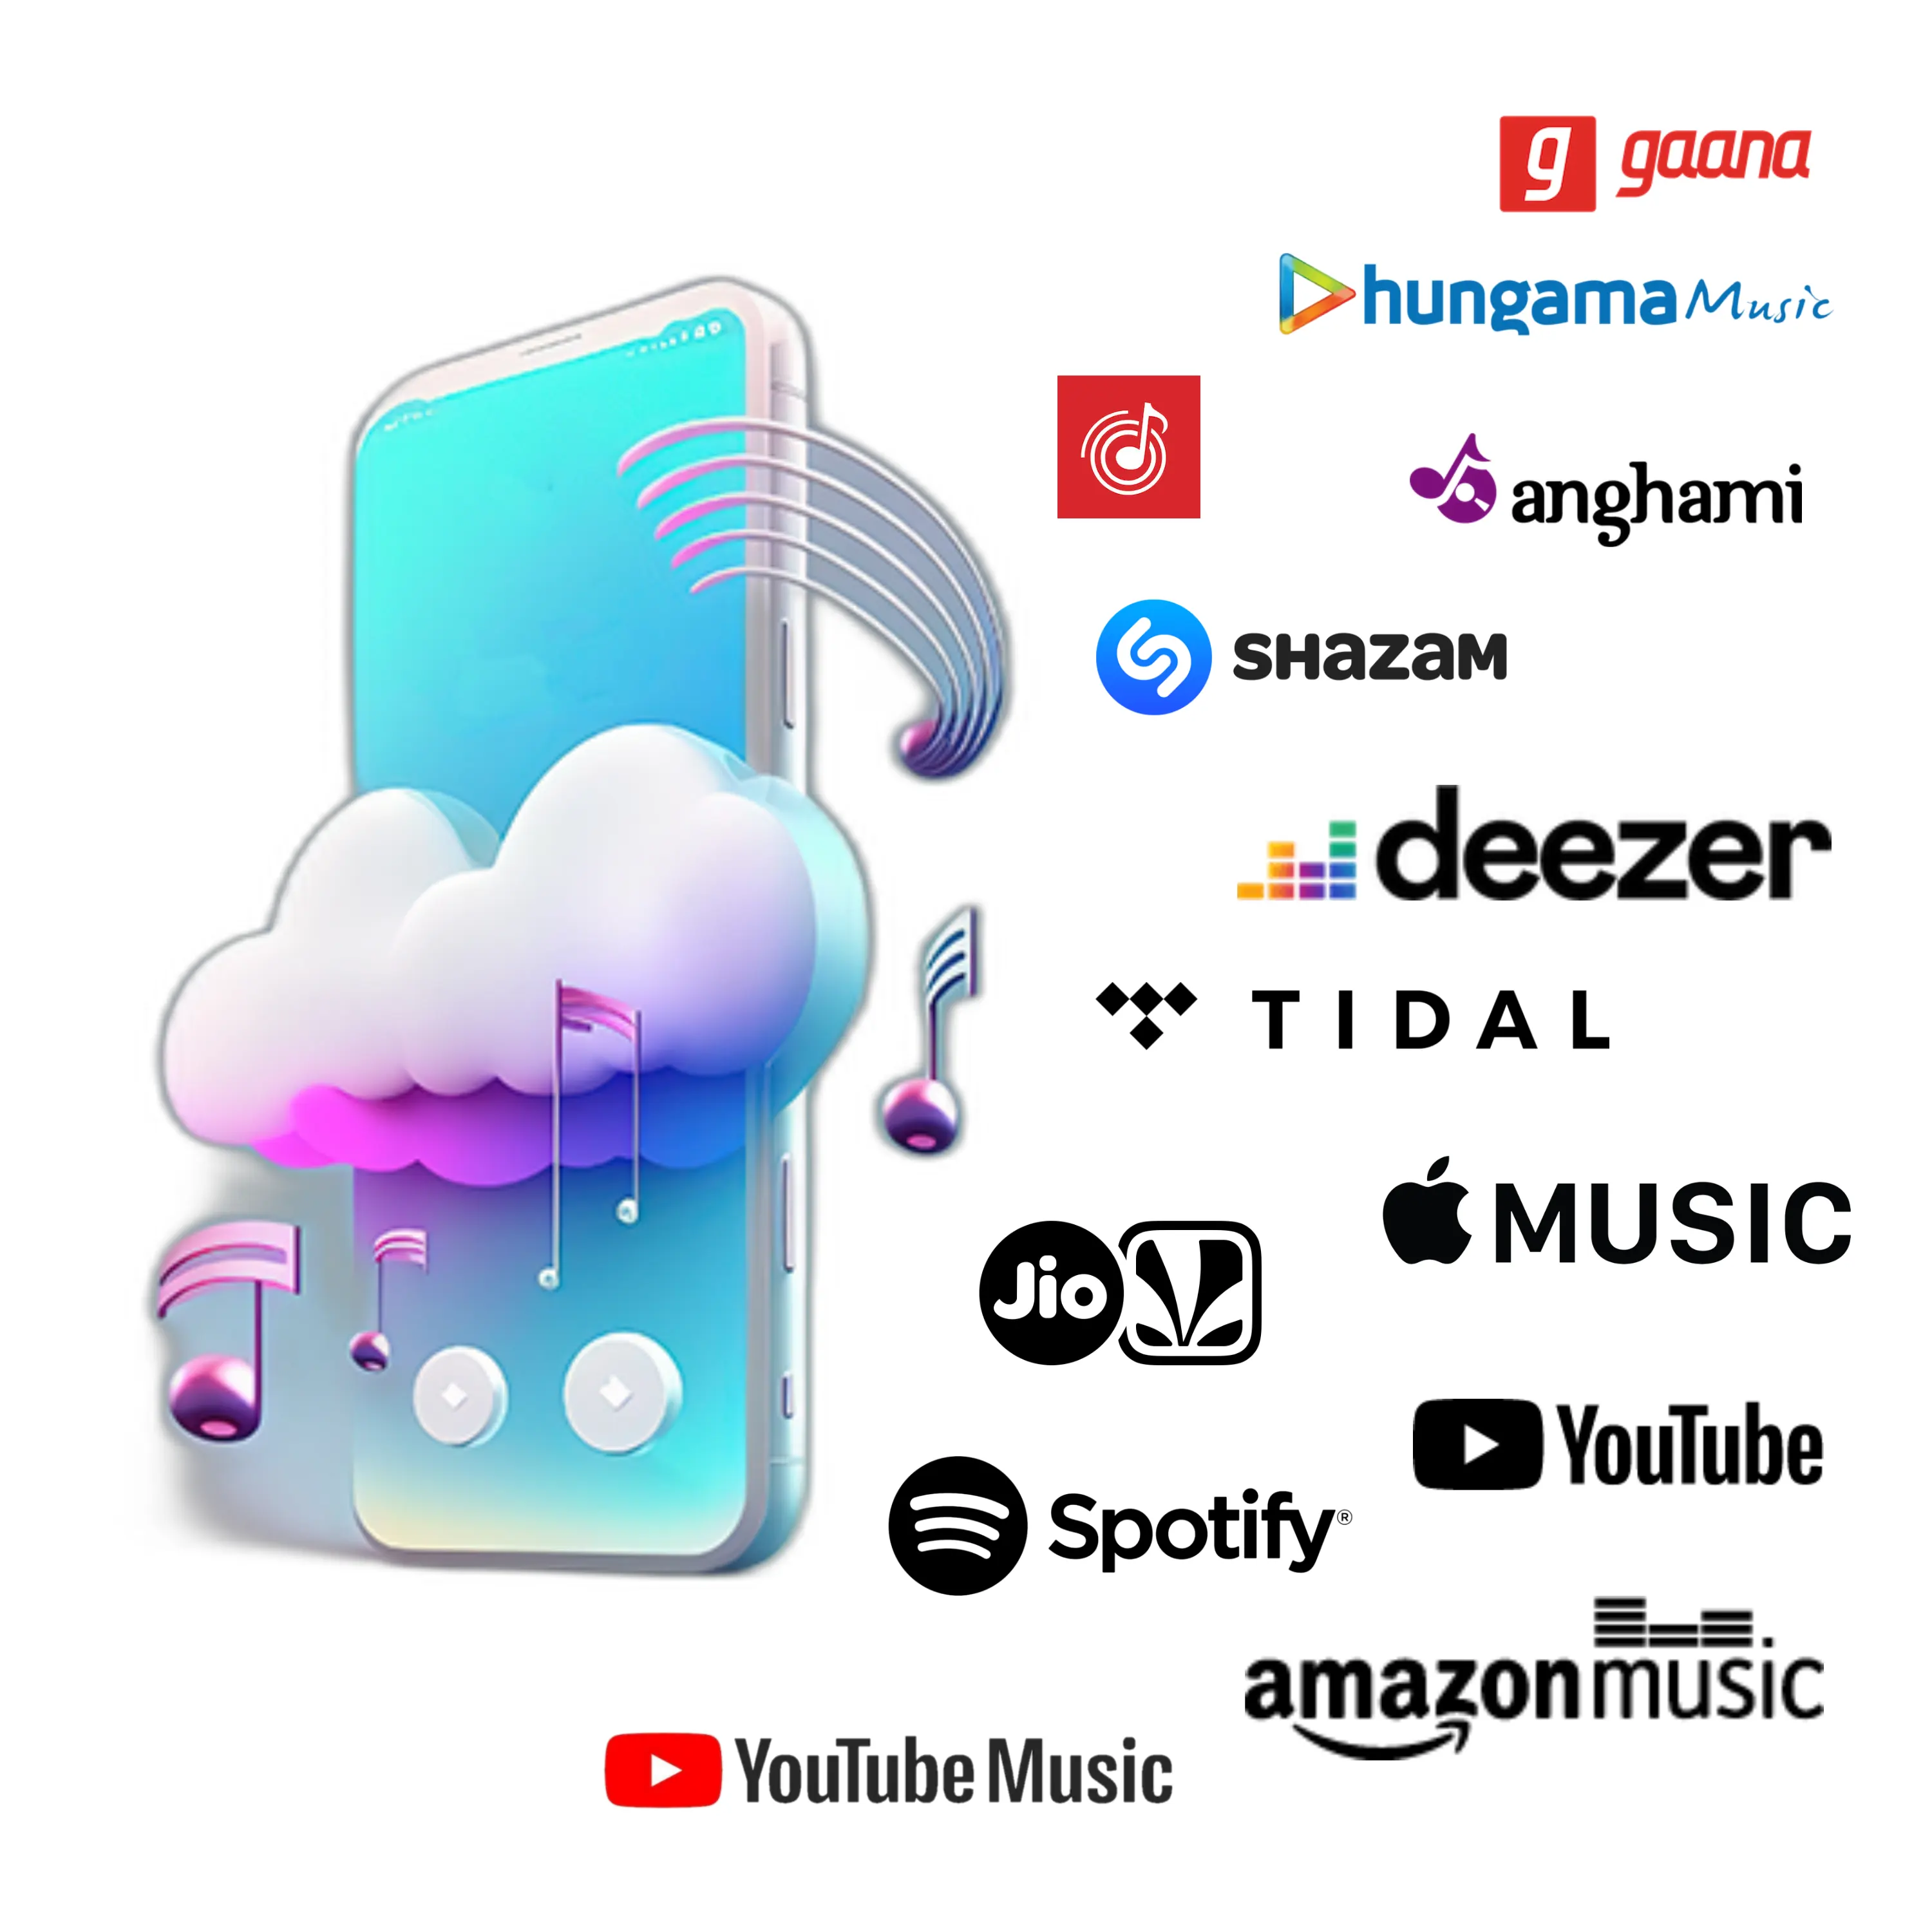 g gaana
hungama Music
anghami
SHAZAM
deezer
TIDAL
MUSIC
Jio
YouTube
Spotify®
amazon music
YouTube Music